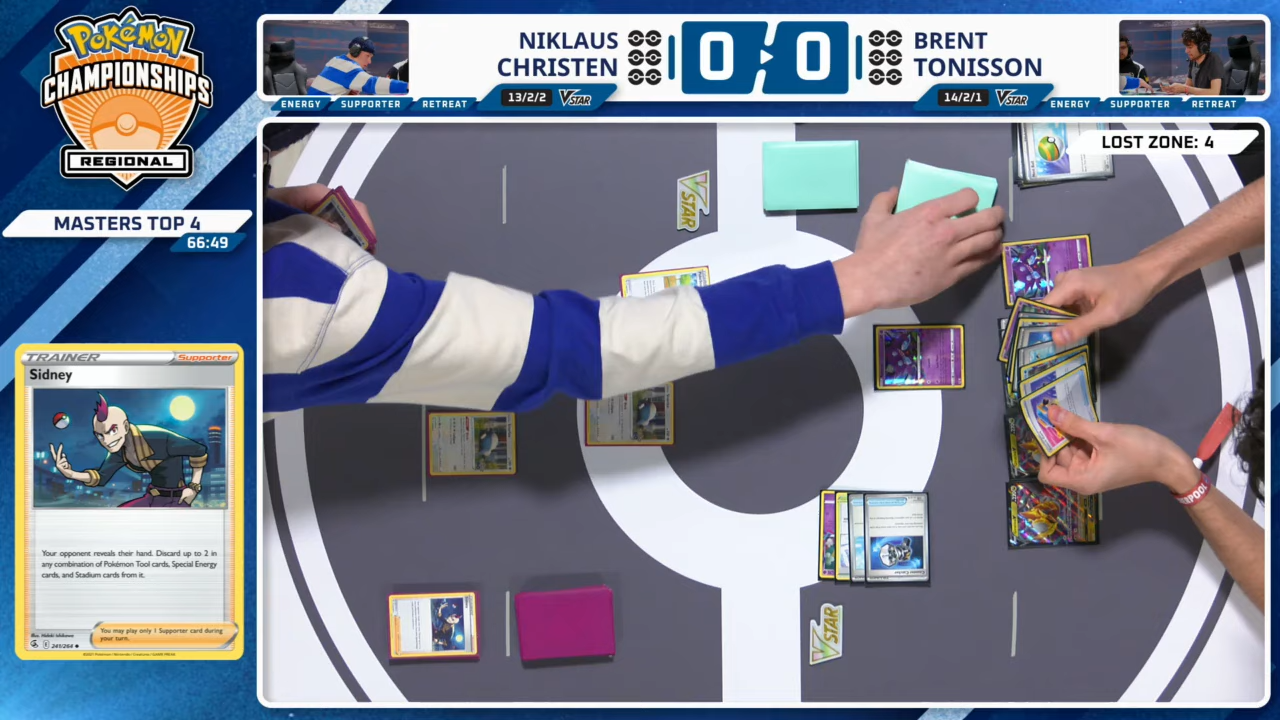 Pokémon
CHAMPIONSHIPS
REGIONAL
MASTERS TOP 4
66:49
NIKLAUS
CHRISTEN
0
0
BRENT
TONISSON
ENERGY
SUPPORTER
RETREAT
13/2/2
VSTAR
14/2/1
VSTAR
ENERGY
SUPPORTER
RETREAT
LOST ZONE: 4
TRAINER
Supporter
Sidney
Your opponent reveals their hand. Discard up to 2 in
any combination of Pokémon Tool cards, Special Energy
cards, and Stadium cards from it.
You may play only 1 Supporter card during
your turn.
241/264
VSTAR
VSTAR